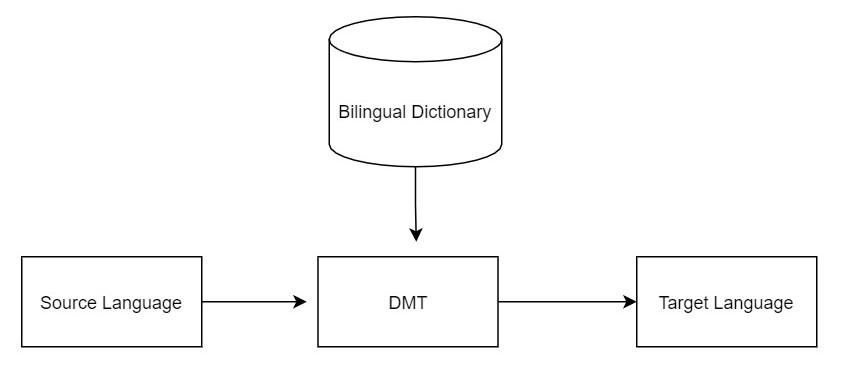 Bilingual Dictionary
Source Language
DMT
Target Language